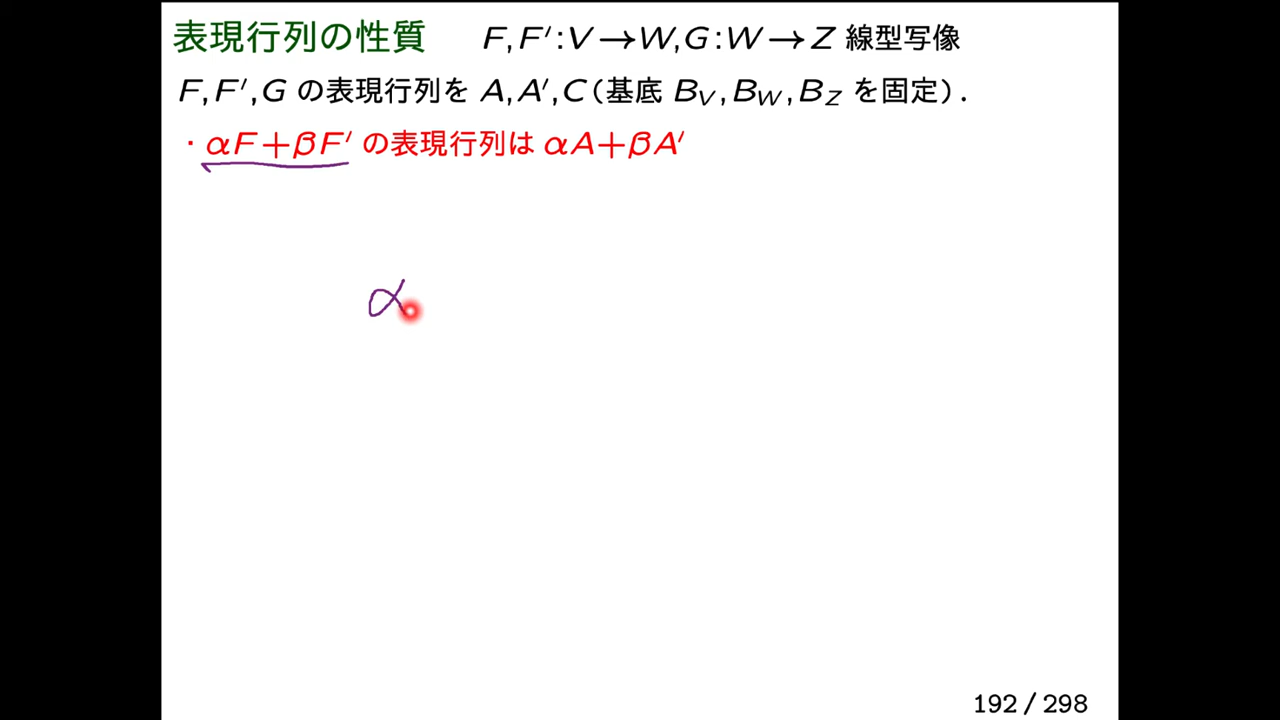 表現行列の性質 F,F′:V→W,G:W→Z 線型写像
F,F′,G の表現行列を A,A′,C(基底 B_V,B_W,B_Z を固定).
・αF+βF′ の表現行列は αA+βA′
α
192 / 298